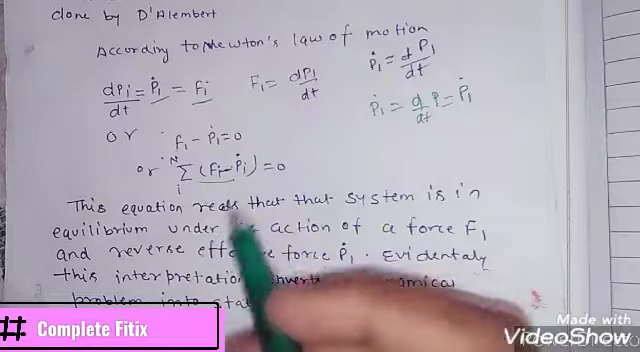 done by D'Alembert
According to Newton's law of motion
dPi/dt = Ṗi = Fi F1 = dP1/dt Ṗ1 = dP1/dt
Ṗ1 = d/dt P = Ṗ1
or F1 - Ṗ1 = 0
or N Σ i (Fi - Ṗi) = 0
This equation reads that that system is in
equilibrium under action of a force F1
and reverse force Ṗ1. Evidentaly
this interpretation
problem into
# Complete Fitix
Made with
VideoShow